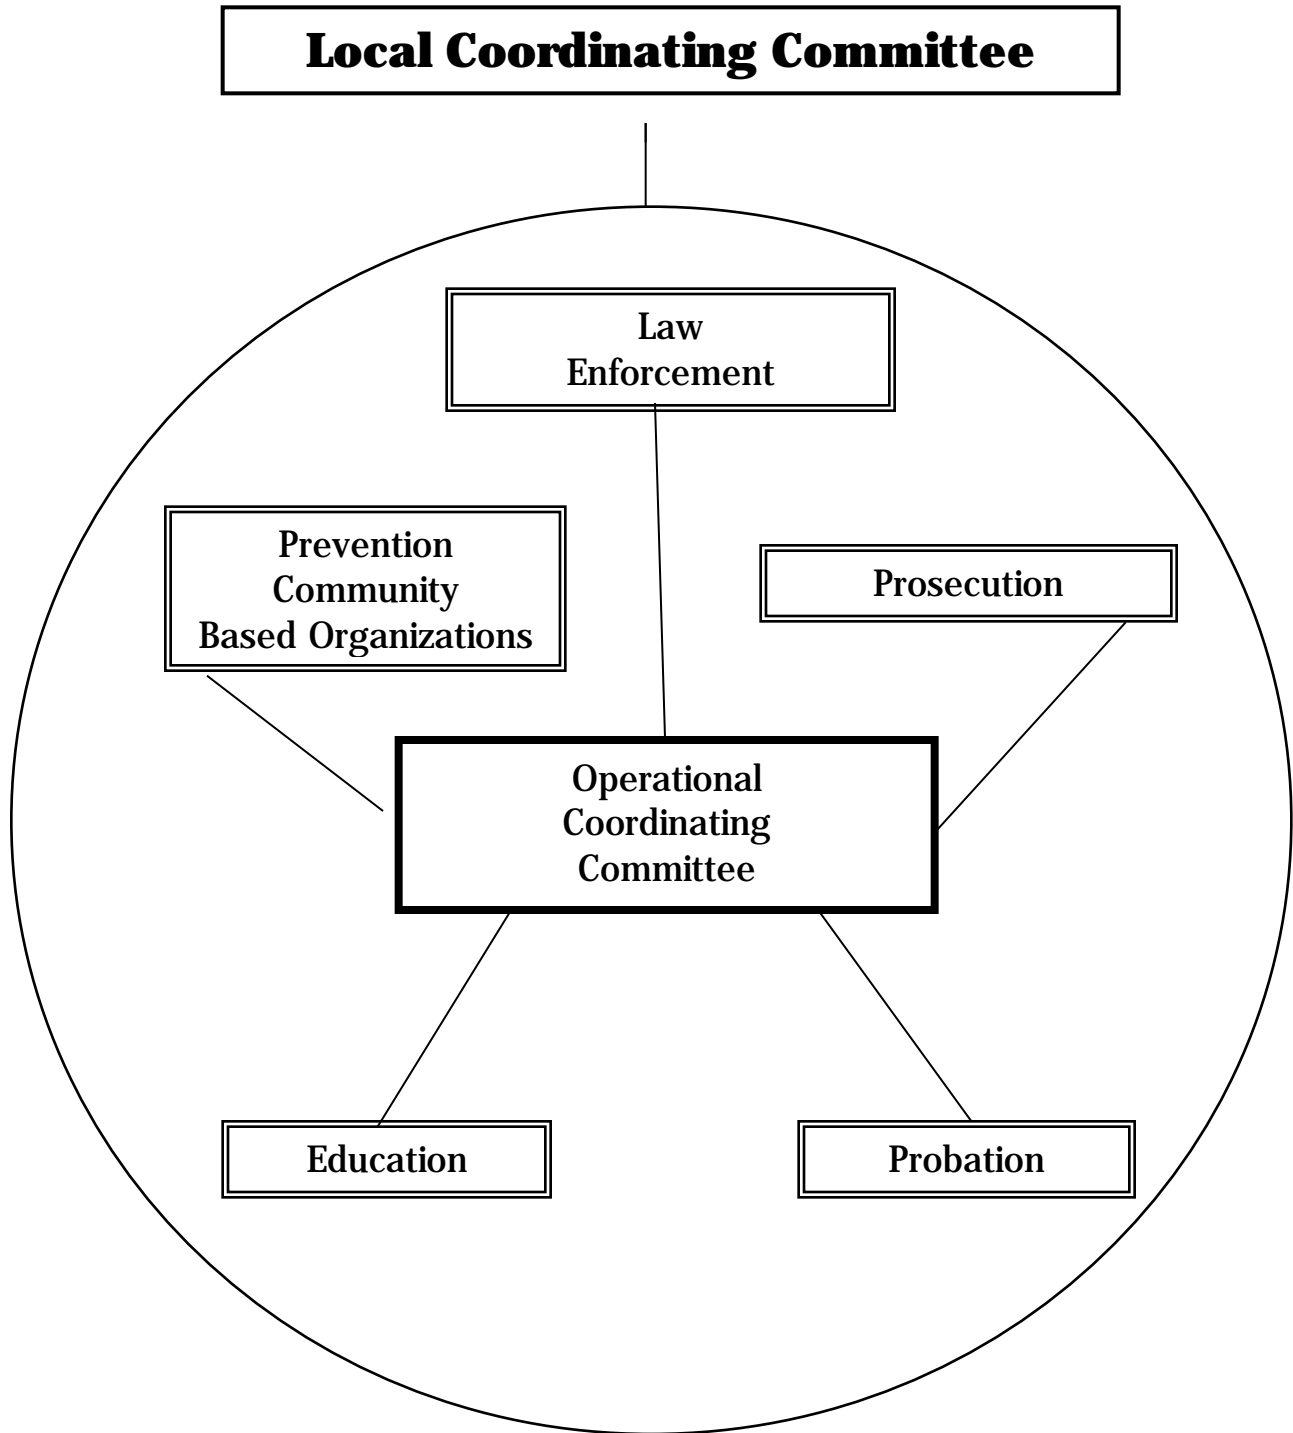 Local Coordinating Committee
Law
Enforcement
Prevention
Community
Based Organizations
Prosecution
Operational
Coordinating
Committee
Education
Probation